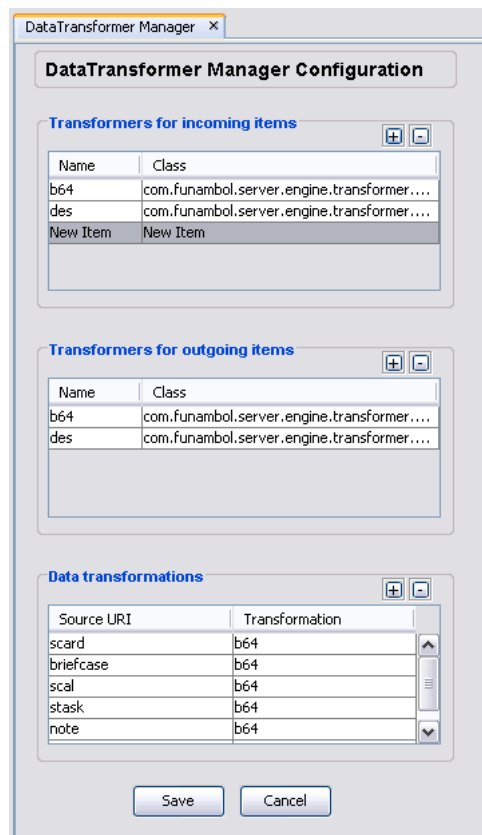 DataTransformer Manager ×
DataTransformer Manager Configuration
Transformers for incoming items
+ -
Name Class
b64 com.funambol.server.engine.transformer....
des com.funambol.server.engine.transformer....
New Item New Item
Transformers for outgoing items
+ -
Name Class
b64 com.funambol.server.engine.transformer....
des com.funambol.server.engine.transformer....
Data transformations
+ -
Source URI Transformation
scard b64
briefcase b64
scal b64
stask b64
note b64
Save Cancel